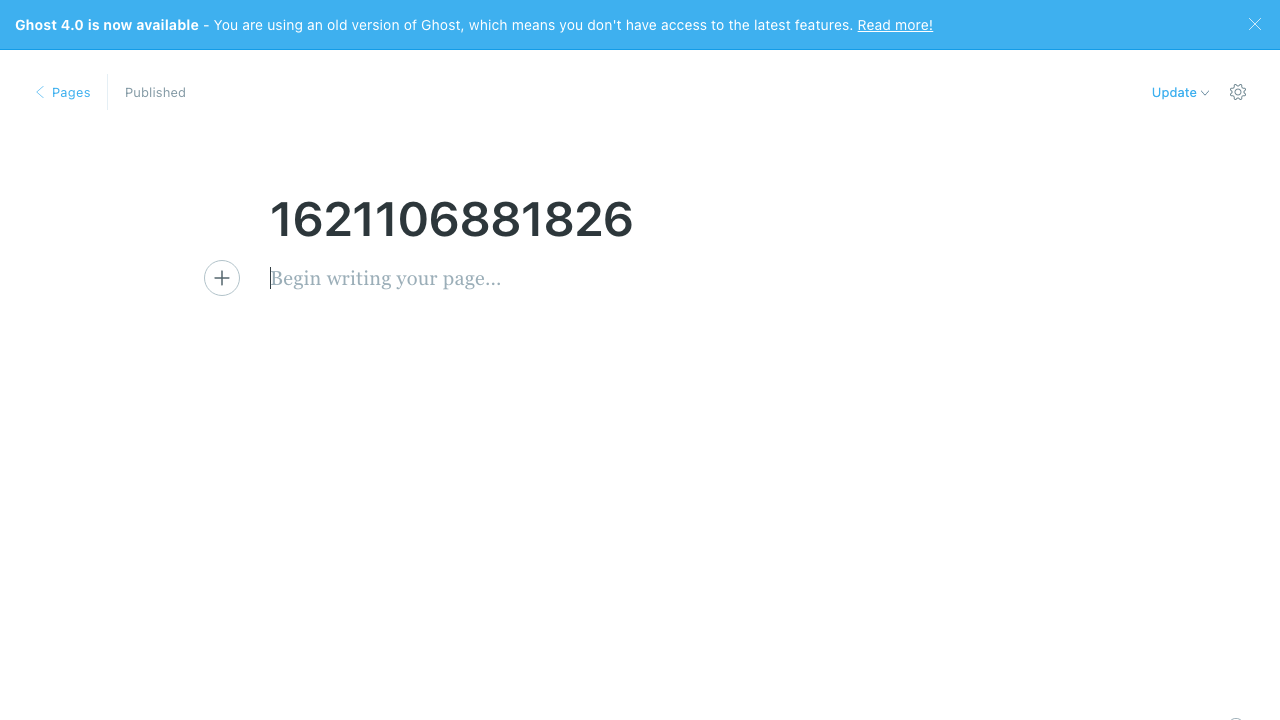 Ghost 4.0 is now available - You are using an old version of Ghost, which means you don't have access to the latest features. Read more!
Pages
Published
Update
1621106881826
Begin writing your page...